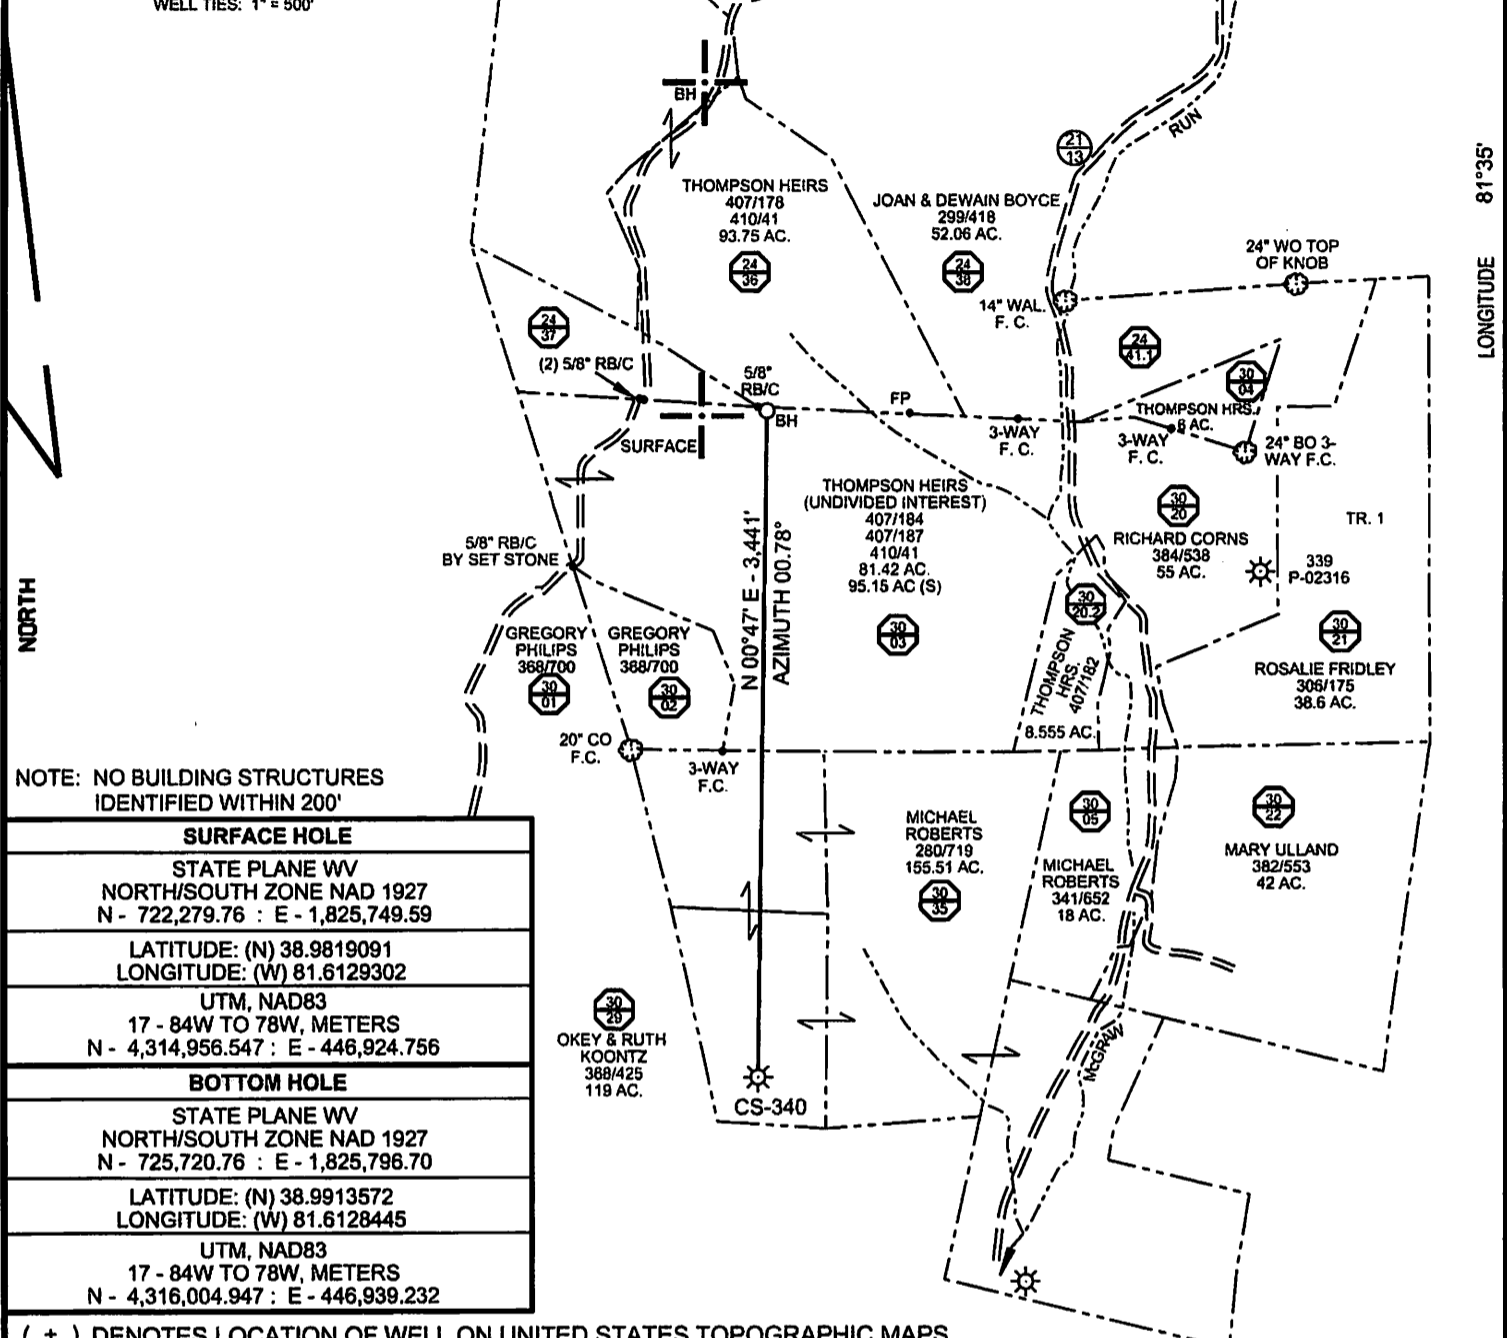 WELL TIES: 1" = 500'
BH
RUN
21
13
81°35'
LONGITUDE
THOMPSON HEIRS
407/178
410/41
93.75 AC.
24
36
JOAN & DEWAIN BOYCE
299/418
52.06 AC.
24
38
24" WO TOP
OF KNOB
14" WAL.
F. C.
24
37
(2) 5/8" RB/C
5/8"
RB/C
BH
FP
24
41.1
30
04
THOMPSON HRS.
6 AC.
3-WAY
F. C.
3-WAY
F. C.
24" BO 3-
WAY F.C.
SURFACE
THOMPSON HEIRS
(UNDIVIDED INTEREST)
407/184
407/187
410/41
81.42 AC.
95.15 AC (S)
30
03
30
20
RICHARD CORNS
384/538
55 AC.
TR. 1
339
P-02316
5/8" RB/C
BY SET STONE
N 00°47' E - 3,441'
AZIMUTH 00.78°
NORTH
30
20.2
THOMPSON
HRS.
407/182
8.555 AC.
30
21
ROSALIE FRIDLEY
306/175
38.6 AC.
GREGORY
PHILIPS
368/700
30
01
GREGORY
PHILIPS
368/700
30
02
20" CO
F.C.
3-WAY
F.C.
NOTE: NO BUILDING STRUCTURES
IDENTIFIED WITHIN 200'
MICHAEL
ROBERTS
280/719
155.51 AC.
30
35
30
05
MICHAEL
ROBERTS
341/652
18 AC.
30
22
MARY ULLAND
382/553
42 AC.
SURFACE HOLE
STATE PLANE WV
NORTH/SOUTH ZONE NAD 1927
N - 722,279.76 : E - 1,825,749.59
LATITUDE: (N) 38.9819091
LONGITUDE: (W) 81.6129302
UTM, NAD83
17 - 84W TO 78W, METERS
N - 4,314,956.547 : E - 446,924.756
30
29
OKEY & RUTH
KOONTZ
368/425
119 AC.
CS-340
McGRAW
BOTTOM HOLE
STATE PLANE WV
NORTH/SOUTH ZONE NAD 1927
N - 725,720.76 : E - 1,825,796.70
LATITUDE: (N) 38.9913572
LONGITUDE: (W) 81.6128445
UTM, NAD83
17 - 84W TO 78W, METERS
N - 4,316,004.947 : E - 446,939.232
( + ) DENOTES LOCATION OF WELL ON UNITED STATES TOPOGRAPHIC MAPS